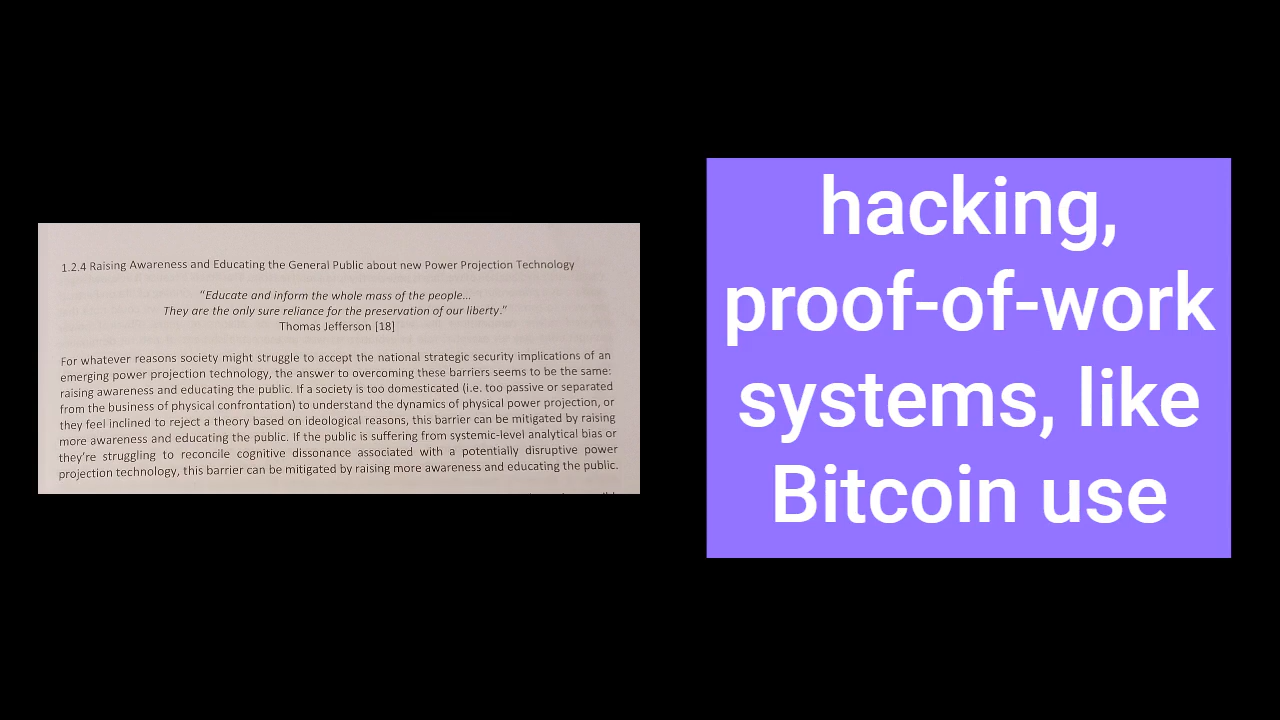 1.2.4 Raising Awareness and Educating the General Public about new Power Projection Technology
“Educate and inform the whole mass of the people...
They are the only sure reliance for the preservation of our liberty.”
Thomas Jefferson [18]
For whatever reasons society might struggle to accept the national strategic security implications of an
emerging power projection technology, the answer to overcoming these barriers seems to be the same:
raising awareness and educating the public. If a society is too domesticated (i.e. too passive or separated
from the business of physical confrontation) to understand the dynamics of physical power projection, or
they feel inclined to reject a theory based on ideological reasons, this barrier can be mitigated by raising
more awareness and educating the public. If the public is suffering from systemic-level analytical bias or
they’re struggling to reconcile cognitive dissonance associated with a potentially disruptive power
projection technology, this barrier can be mitigated by raising more awareness and educating the public.
hacking,
proof-of-work
systems, like
Bitcoin use